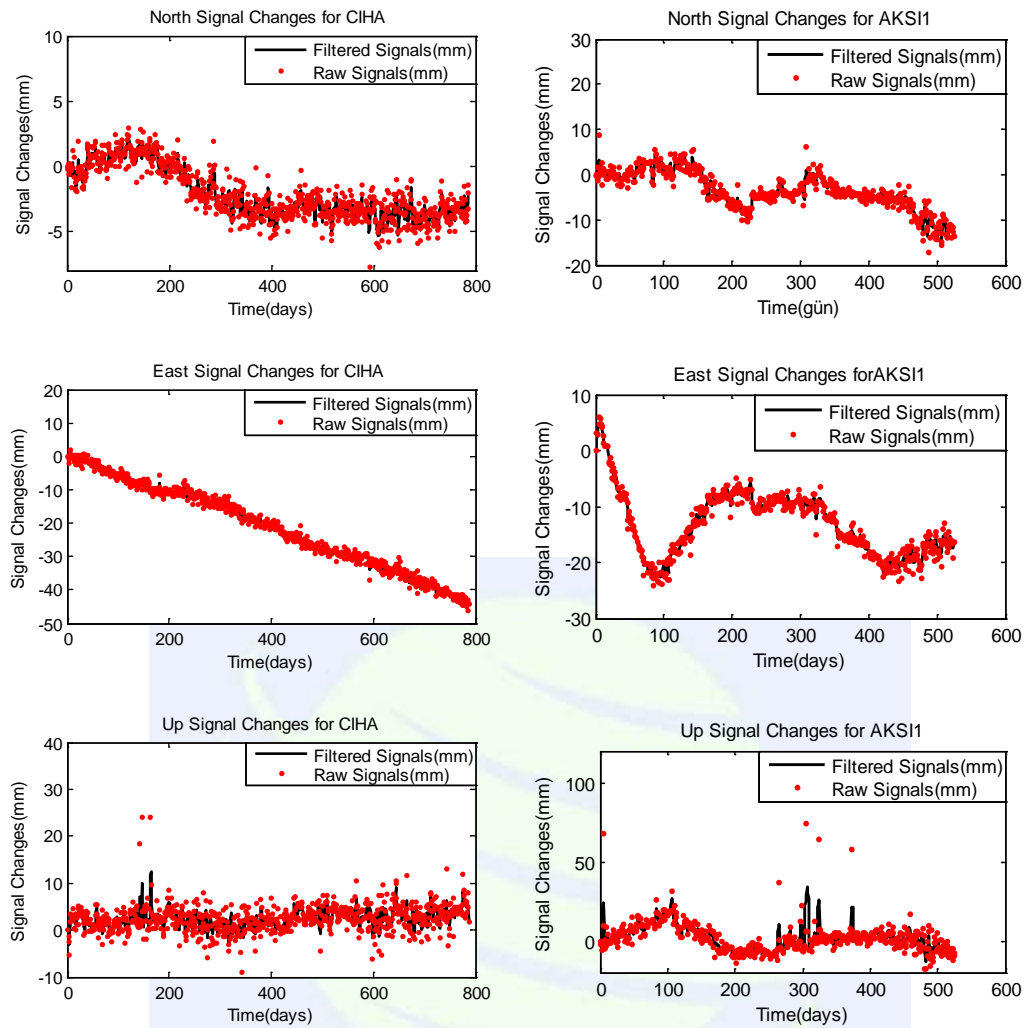 North Signal Changes for CIHA
10
5
0
-5
Signal Changes(mm)
Filtered Signals(mm)
Raw Signals(mm)
0 200 400 600 800
Time(days)
North Signal Changes for AKSI1
30
20
10
0
-10
-20
Signal Changes(mm)
Filtered Signals(mm)
Raw Signals(mm)
0 100 200 300 400 500 600
Time(gün)
East Signal Changes for CIHA
20
10
0
-10
-20
-30
-40
-50
Signal Changes(mm)
Filtered Signals(mm)
Raw Signals(mm)
0 200 400 600 800
Time(days)
East Signal Changes forAKSI1
10
0
-10
-20
-30
Signal Changes(mm)
Filtered Signals(mm)
Raw Signals(mm)
0 100 200 300 400 500 600
Time(days)
Up Signal Changes for CIHA
40
30
20
10
0
-10
Signal Changes(mm)
Filtered Signals(mm)
Raw Signals(mm)
0 200 400 600 800
Time(days)
Up Signal Changes for AKSI1
100
50
0
Signal Changes(mm)
Filtered Signals(mm)
Raw Signals(mm)
0 100 200 300 400 500 600
Time(days)